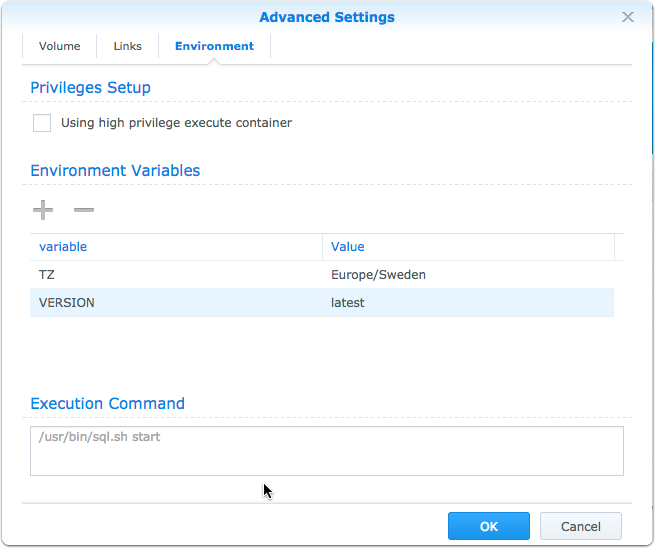 Advanced Settings
Volume Links Environment
Privileges Setup
Using high privilege execute container
Environment Variables
variable Value
TZ Europe/Sweden
VERSION latest
Execution Command
/usr/bin/sql.sh start
OK Cancel